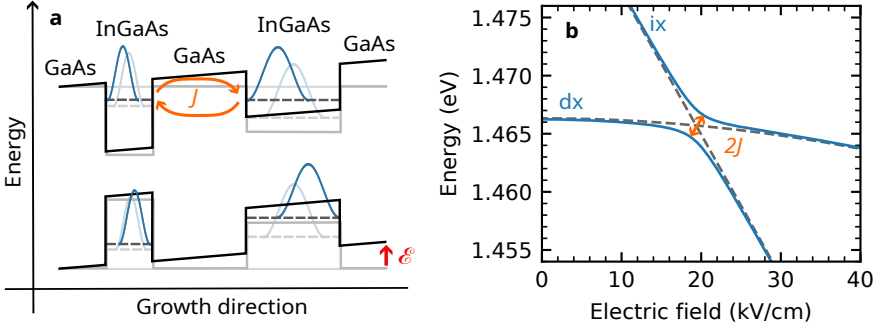 a
InGaAs
InGaAs
GaAs
GaAs
GaAs
J
ℰ
Energy
Growth direction
b
ix
dx
2J
1.475
1.470
1.465
1.460
1.455
0
10
20
30
40
Energy (eV)
Electric field (kV/cm)